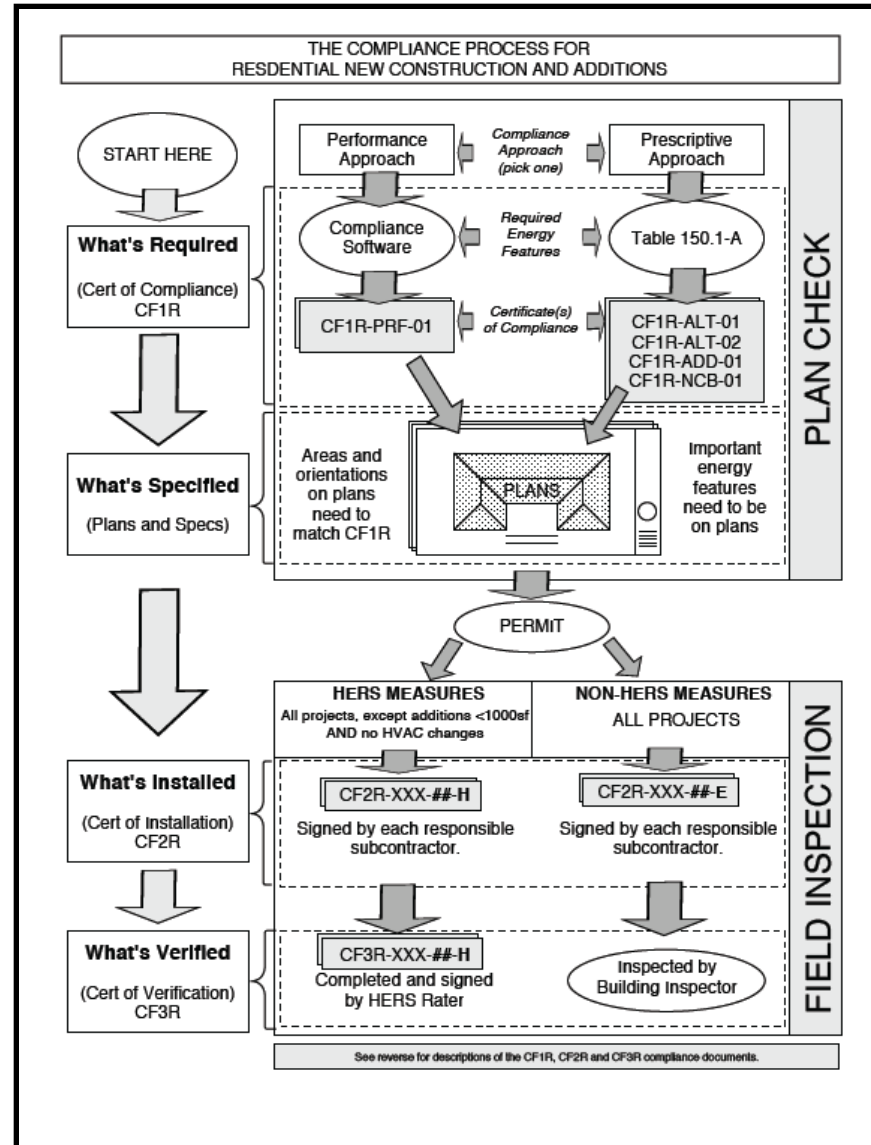 THE COMPLIANCE PROCESS FOR
RESDENTIAL NEW CONSTRUCTION AND ADDITIONS
START HERE
Performance
Approach
Compliance
Approach
(pick one)
Prescriptive
Approach
What's Required
(Cert of Compliance)
CF1R
Compliance
Software
Required
Energy
Features
Table 150.1-A
CF1R-PRF-01
Certificate(s)
of Compliance
CF1R-ALT-01
CF1R-ALT-02
CF1R-ADD-01
CF1R-NCB-01
PLAN CHECK
What's Specified
(Plans and Specs)
Areas and
orientations
on plans
need to
match CF1R
PLANS
Important
energy
features
need to be
on plans
PERMIT
HERS MEASURES
All projects, except additions <1000sf
AND no HVAC changes
NON-HERS MEASURES
ALL PROJECTS
What's Installed
(Cert of Installation)
CF2R
CF2R-XXX-##-H
Signed by each responsible
subcontractor.
CF2R-XXX-##-E
Signed by each responsible
subcontractor.
FIELD INSPECTION
What's Verified
(Cert of Verification)
CF3R
CF3R-XXX-##-H
Completed and signed
by HERS Rater
Inspected by
Building Inspector
See reverse for descriptions of the CF1R, CF2R and CF3R compliance documents.